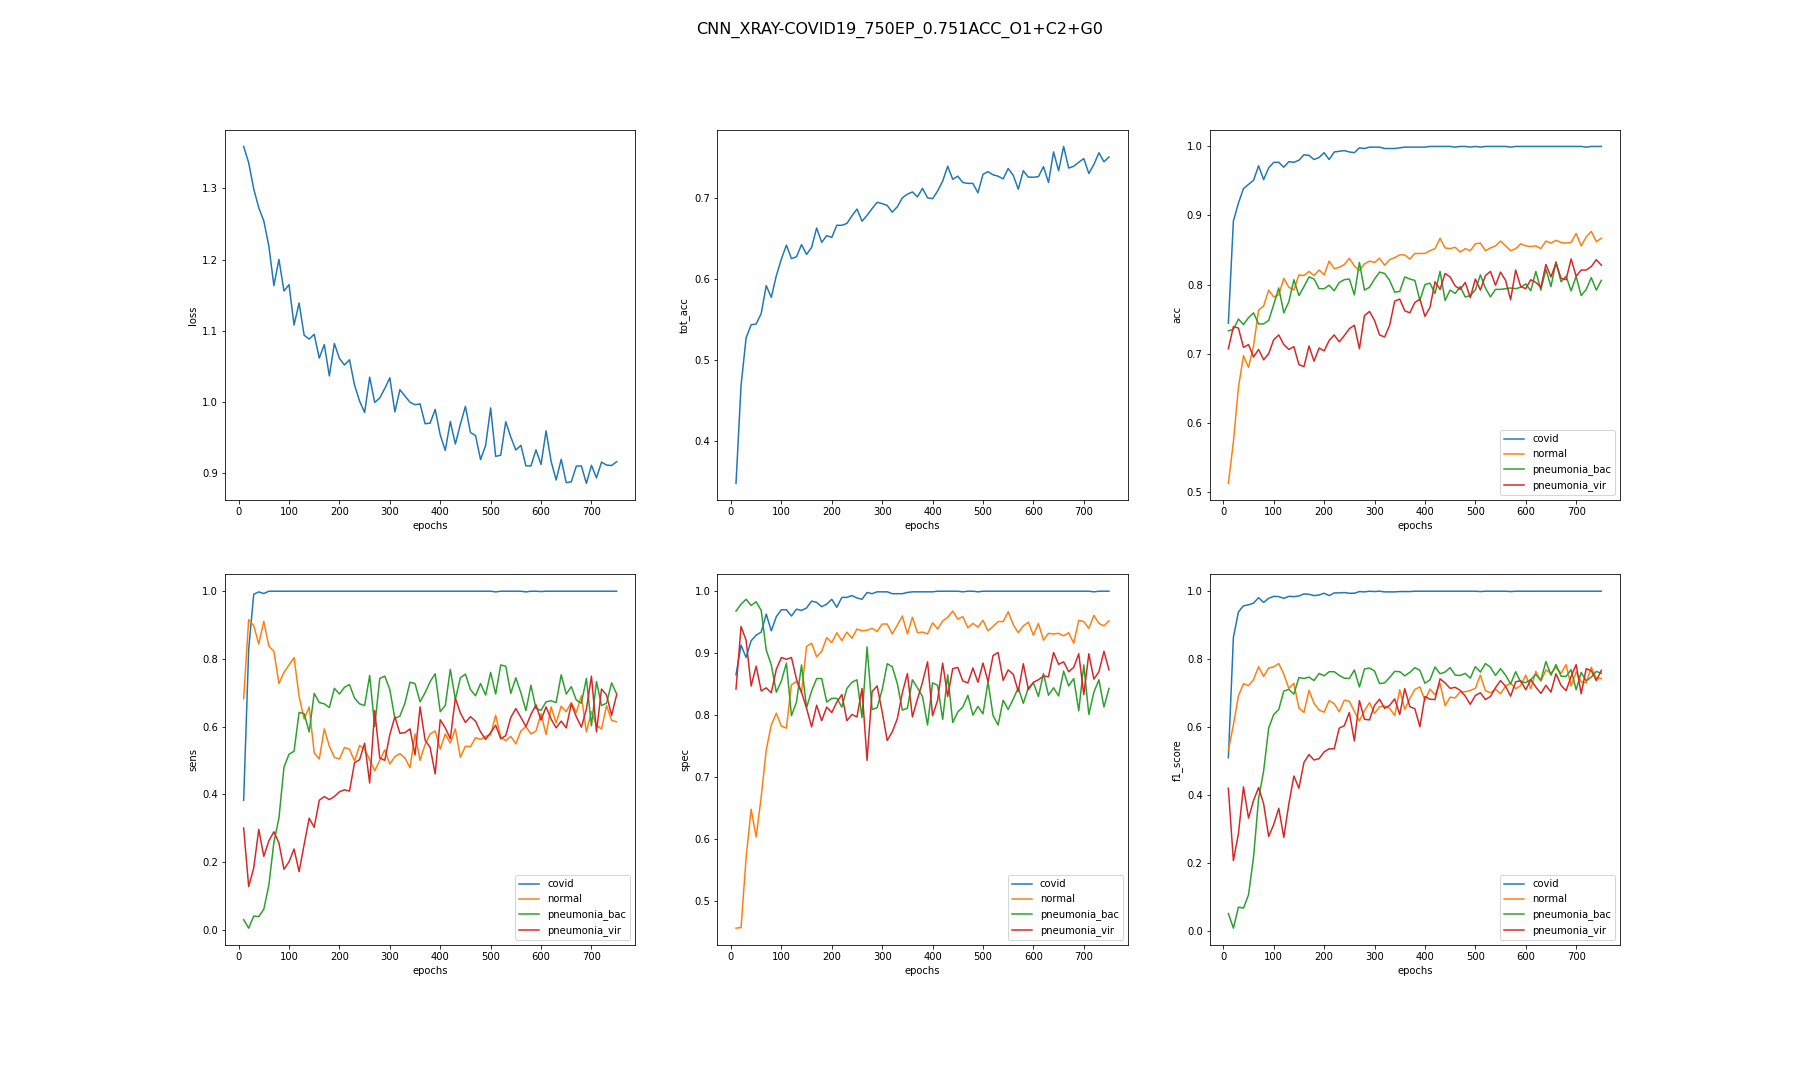 CNN_XRAY-COVID19_750EP_0.751ACC_O1+C2+G0
1.3
1.2
1.1
1.0
0.9
loss
0 100 200 300 400 500 600 700
epochs
0.7
0.6
0.5
0.4
tot_acc
0 100 200 300 400 500 600 700
epochs
1.0
0.9
0.8
0.7
0.6
0.5
acc
covid
normal
pneumonia_bac
pneumonia_vir
0 100 200 300 400 500 600 700
epochs
1.0
0.8
0.6
0.4
0.2
0.0
sens
covid
normal
pneumonia_bac
pneumonia_vir
0 100 200 300 400 500 600 700
epochs
1.0
0.9
0.8
0.7
0.6
0.5
spec
covid
normal
pneumonia_bac
pneumonia_vir
0 100 200 300 400 500 600 700
epochs
1.0
0.8
0.6
0.4
0.2
0.0
f1_score
covid
normal
pneumonia_bac
pneumonia_vir
0 100 200 300 400 500 600 700
epochs